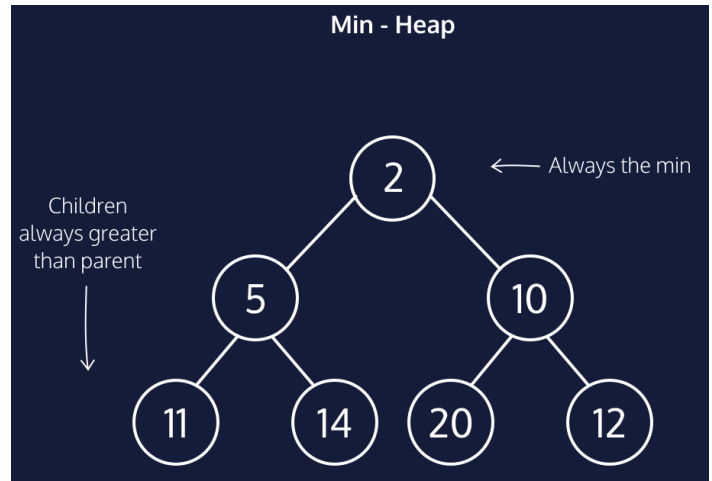 Min - Heap
2
Always the min
Children
always greater
than parent
5
10
11
14
20
12